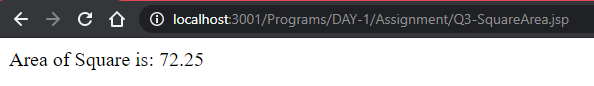 localhost:3001/Programs/DAY-1/Assignment/Q3-SquareArea.jsp
Area of Square is: 72.25